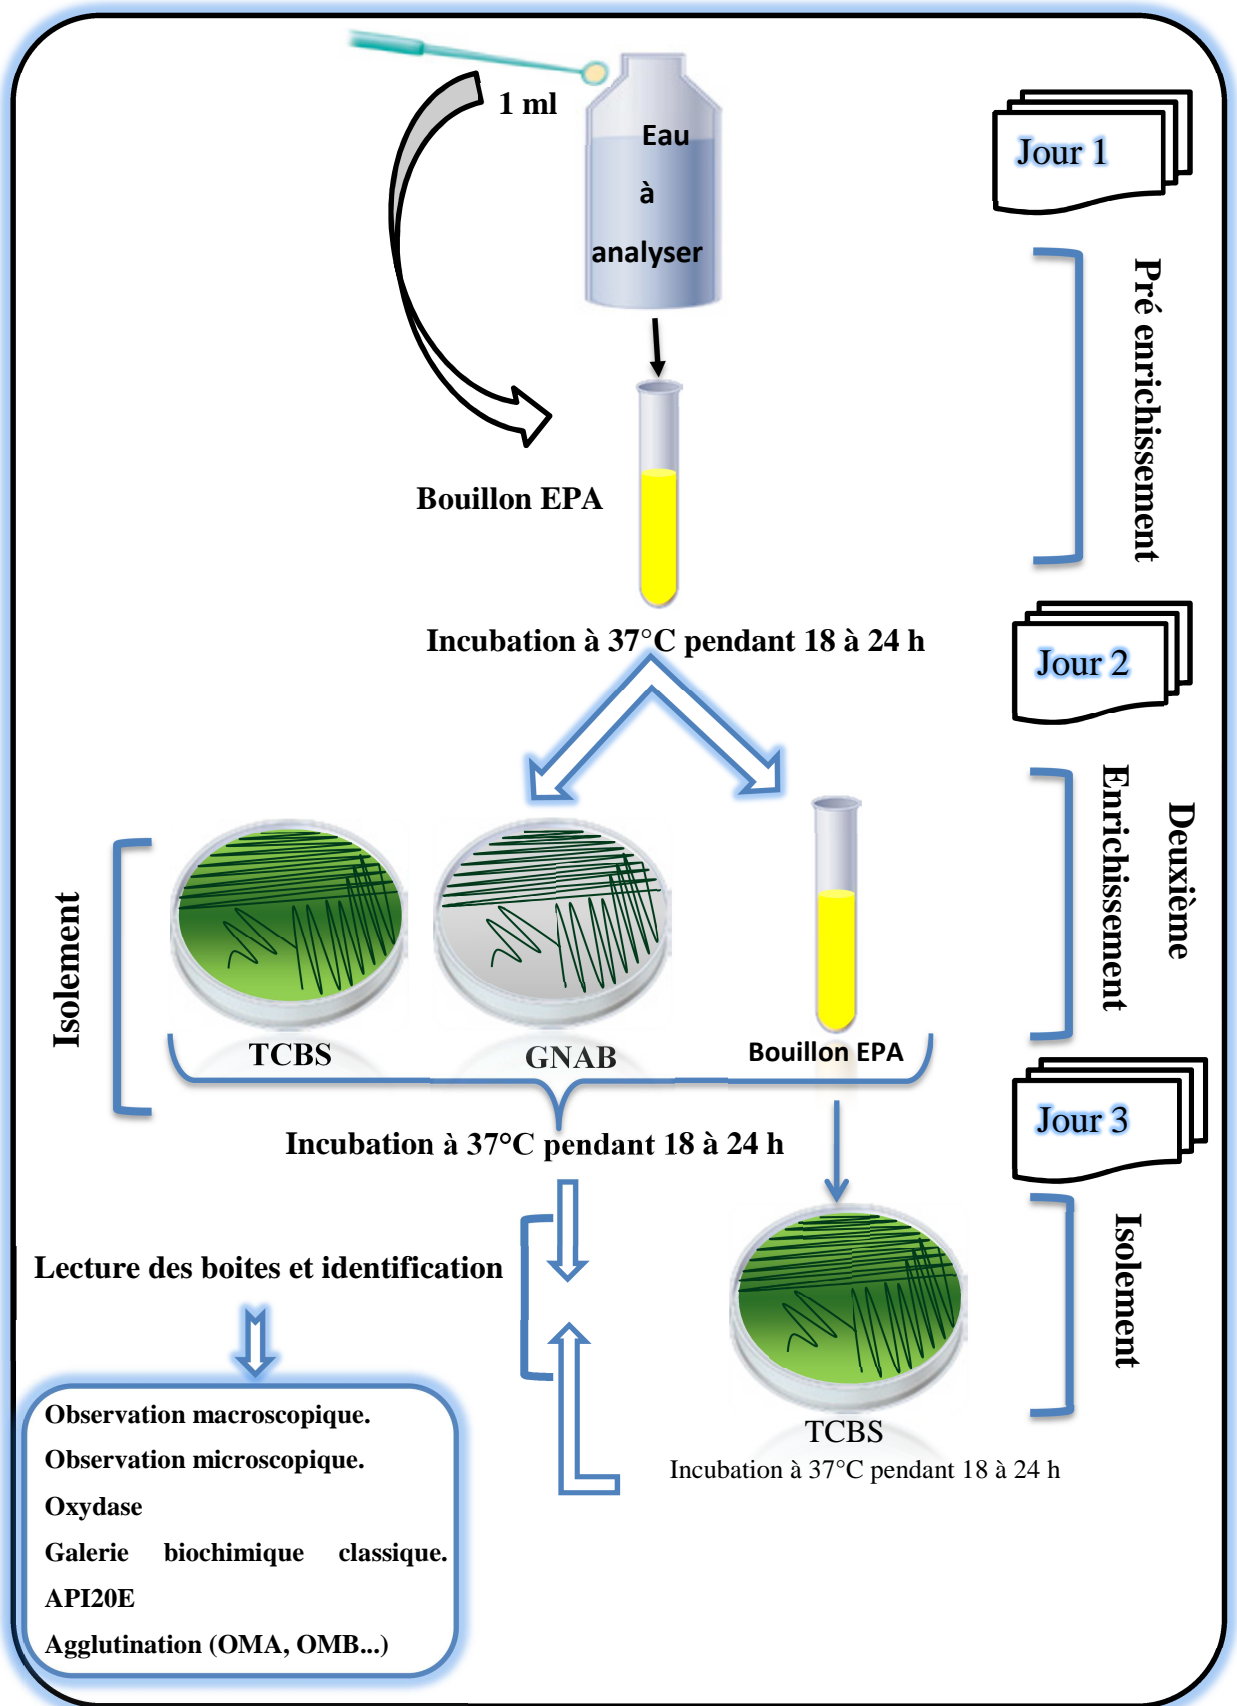 1 ml
Eau
à
analyser
Jour 1
Pré enrichissement
Bouillon EPA
Incubation à 37°C pendant 18 à 24 h
Jour 2
Deuxième
Enrichissement
Isolement
TCBS
GNAB
Bouillon EPA
Incubation à 37°C pendant 18 à 24 h
Jour 3
Isolement
Lecture des boites et identification
TCBS
Incubation à 37°C pendant 18 à 24 h
Observation macroscopique.
Observation microscopique.
Oxydase
Galerie biochimique classique.
API20E
Agglutination (OMA, OMB...)